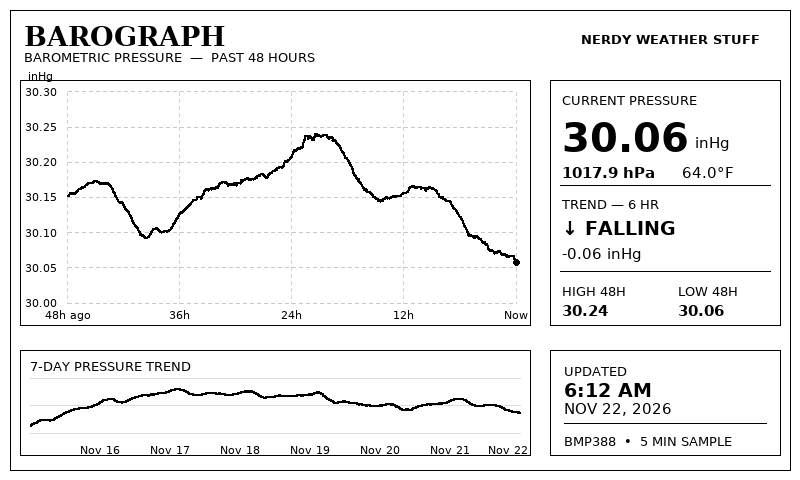 BAROGRAPH
BAROMETRIC PRESSURE — PAST 48 HOURS
NERDY WEATHER STUFF
inHg
30.30
30.25
30.20
30.15
30.10
30.05
30.00
48h ago 36h 24h 12h Now
CURRENT PRESSURE
30.06 inHg
1017.9 hPa 64.0°F
TREND — 6 HR
↓ FALLING
-0.06 inHg
HIGH 48H LOW 48H
30.24 30.06
7-DAY PRESSURE TREND
Nov 16 Nov 17 Nov 18 Nov 19 Nov 20 Nov 21 Nov 22
UPDATED
6:12 AM
NOV 22, 2026
BMP388 • 5 MIN SAMPLE